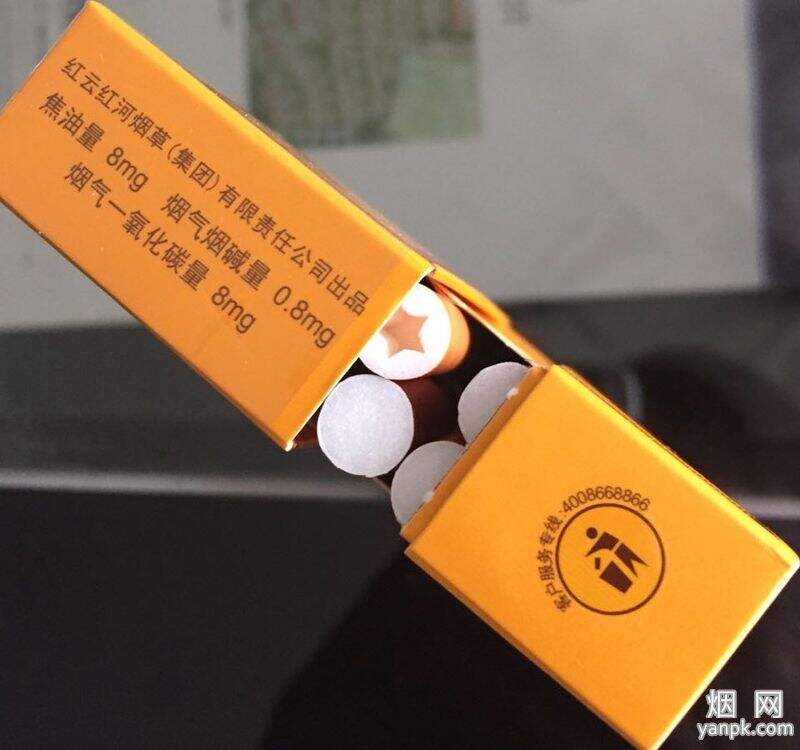 红云红河烟草(集团)有限责任公司出品
焦油量 8mg 烟气烟碱量 0.8mg
烟气一氧化碳量 8mg
客户服务专线:4008668866
烟 网
yanpk.com